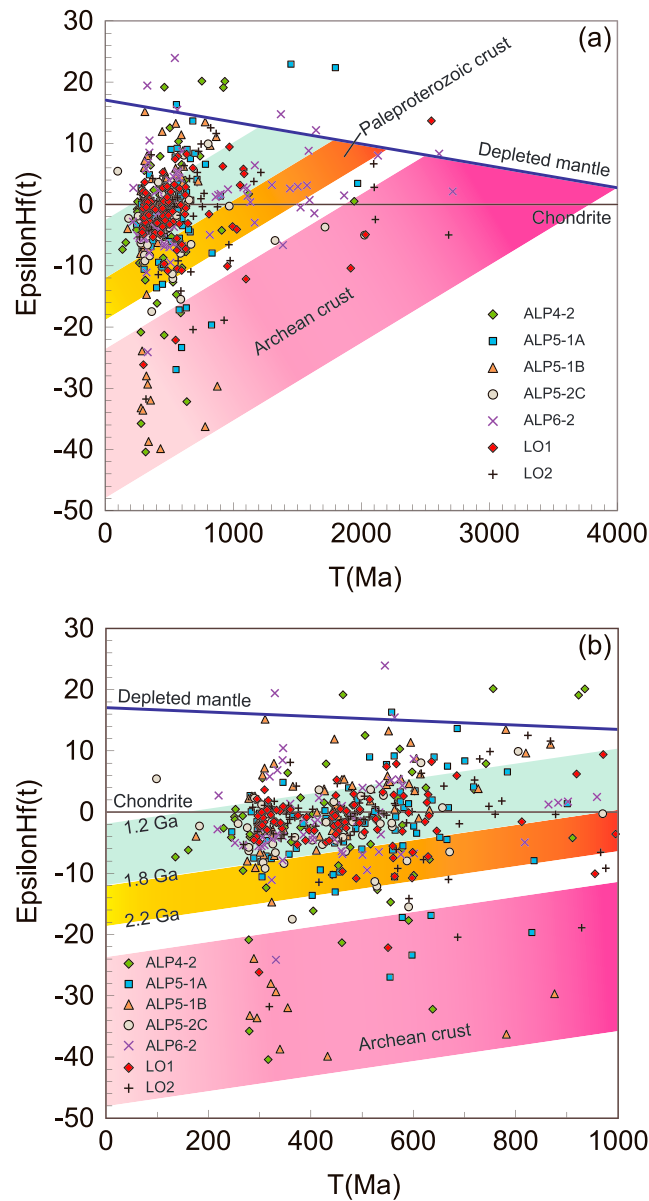 (a)
30
20
10
0
-10
-20
-30
-40
-50
EpsilonHf(t)
Paleproterozoic crust
Depleted mantle
Chondrite
Archean crust
ALP4-2
ALP5-1A
ALP5-1B
ALP5-2C
ALP6-2
LO1
LO2
0 1000 2000 3000 4000
T(Ma)
(b)
30
20
10
0
-10
-20
-30
-40
-50
EpsilonHf(t)
Depleted mantle
Chondrite
1.2 Ga
1.8 Ga
2.2 Ga
ALP4-2
ALP5-1A
ALP5-1B
ALP5-2C
ALP6-2
LO1
LO2
Archean crust
0 200 400 600 800 1000
T(Ma)